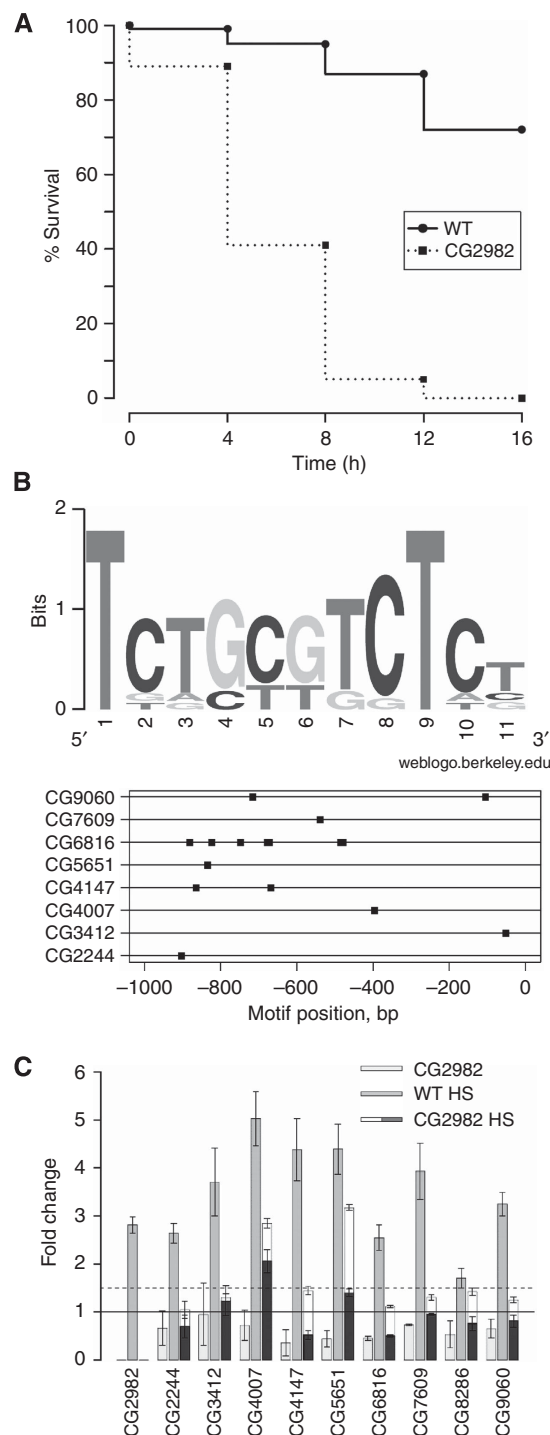 A
100
80
60
40
20
0
% Survival
WT
CG2982
0 4 8 12 16
Time (h)
B
2
1
0
Bits
T C T G C G T C T C T
G A C T T G G A C
T G T G
1 2 3 4 5 6 7 8 9 10 11
5′ 3′
weblogo.berkeley.edu
CG9060
CG7609
CG6816
CG5651
CG4147
CG4007
CG3412
CG2244
−1000 −800 −600 −400 −200 0
Motif position, bp
C
6
5
4
3
2
1
0
Fold change
CG2982
WT HS
CG2982 HS
CG2982 CG2244 CG3412 CG4007 CG4147 CG5651 CG6816 CG7609 CG8286 CG9060